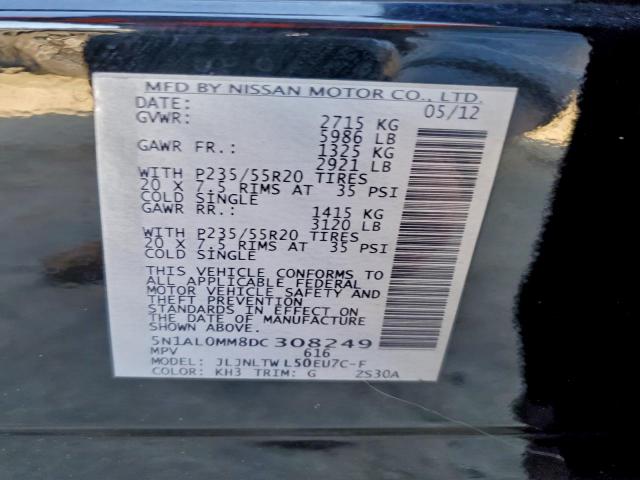 MFD BY NISSAN MOTOR CO., LTD.
DATE: 05/12
GVWR: 2715 KG
5986 LB
GAWR FR.: 1325 KG
2921 LB
WITH P235/55R20 TIRES
20 X 7.5 RIMS AT 35 PSI
COLD SINGLE
GAWR RR.: 1415 KG
3120 LB
WITH P235/55R20 TIRES
20 X 7.5 RIMS AT 35 PSI
COLD SINGLE
THIS VEHICLE CONFORMS TO
ALL APPLICABLE FEDERAL
MOTOR VEHICLE SAFETY AND
THEFT PREVENTION
STANDARDS IN EFFECT ON
THE DATE OF MANUFACTURE
SHOWN ABOVE.
5N1AL0MM8DC308249
MPV 616
MODEL: JLJNLTW L50EU7C-F
COLOR: KH3 TRIM: G ZS30A